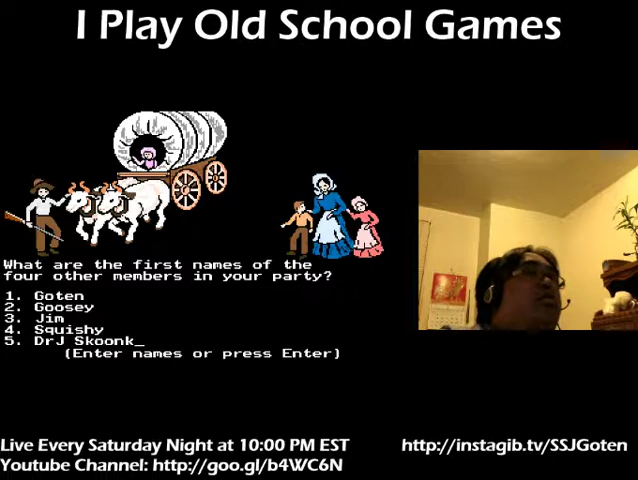 I Play Old School Games
What are the first names of the
four other members in your party?
1. Goten
2. Goosey
3. Jim
4. Squishy
5. DrJ Skoonk_
(Enter names or press Enter)
Live Every Saturday Night at 10:00 PM EST
http://instagib.tv/SSJGoten
Youtube Channel: http://goo.gl/b4WC6N